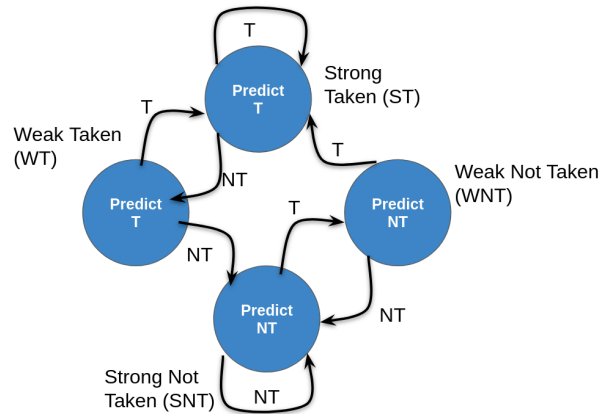 T
Predict
T
Strong
Taken (ST)
T
Weak Taken
(WT)
NT
T
Weak Not Taken
(WNT)
Predict
T
Predict
NT
T
NT
Predict
NT
NT
Strong Not
Taken (SNT)
NT